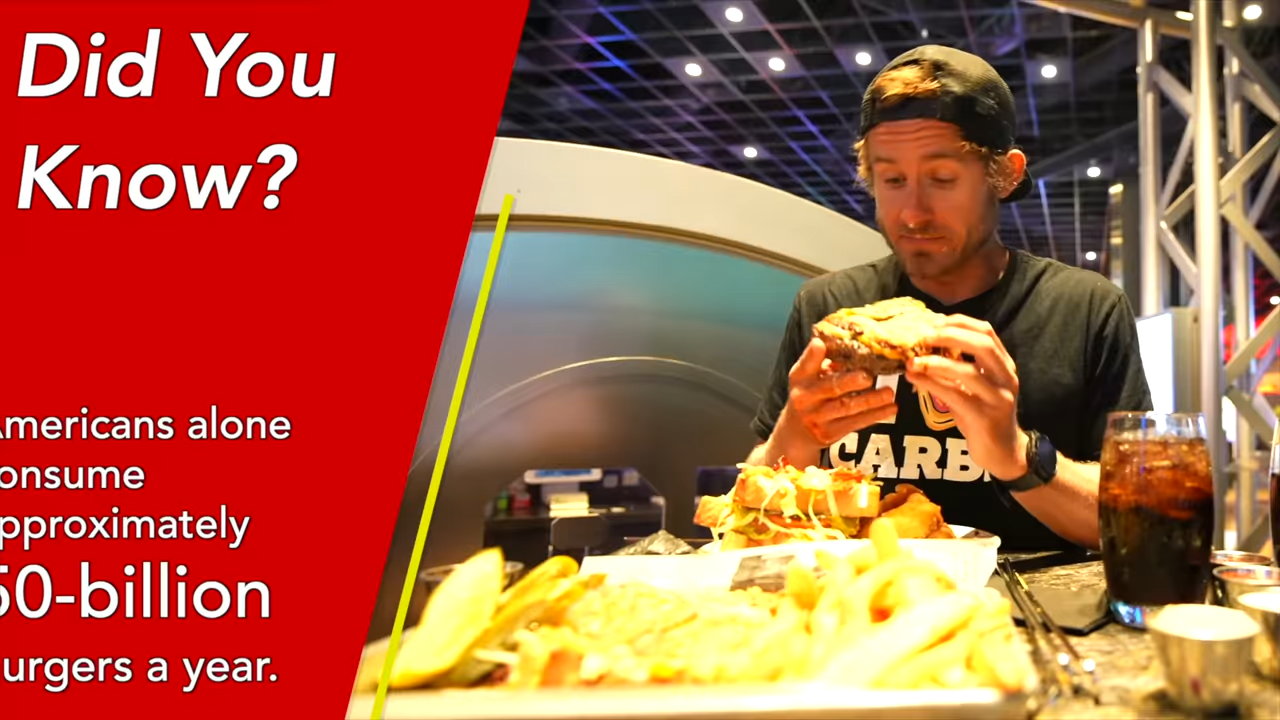 Did You
Know?
Americans alone
onsume
pproximately
50-billion
urgers a year.
CARB